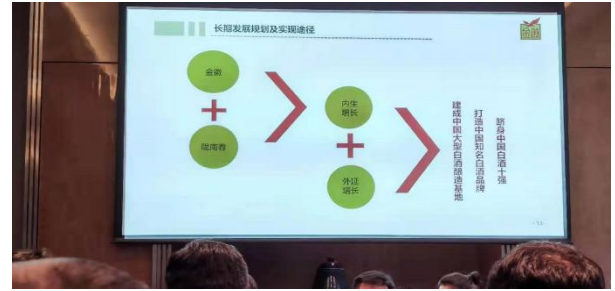 长期发展规划及实现途径
金徽
+
陇南春
内生
增长
+
外延
增长
跻身中国白酒十强
打造中国知名白酒品牌
建成中国大型白酒酿造基地